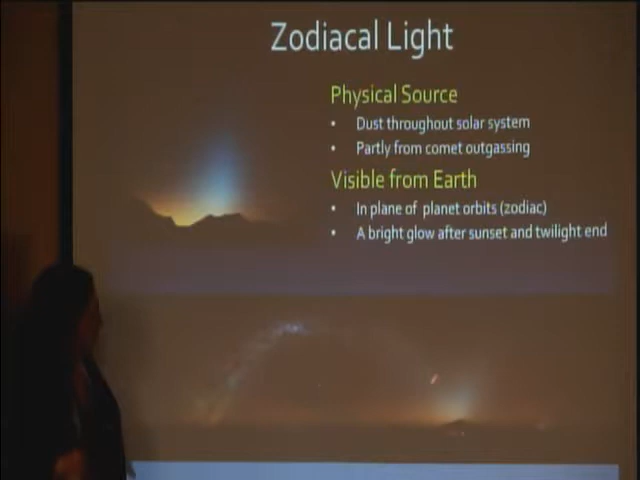 Zodiacal Light
Physical Source
• Dust throughout solar system
• Partly from comet outgassing
Visible from Earth
• In plane of planet orbits (zodiac)
• A bright glow after sunset and twilight end